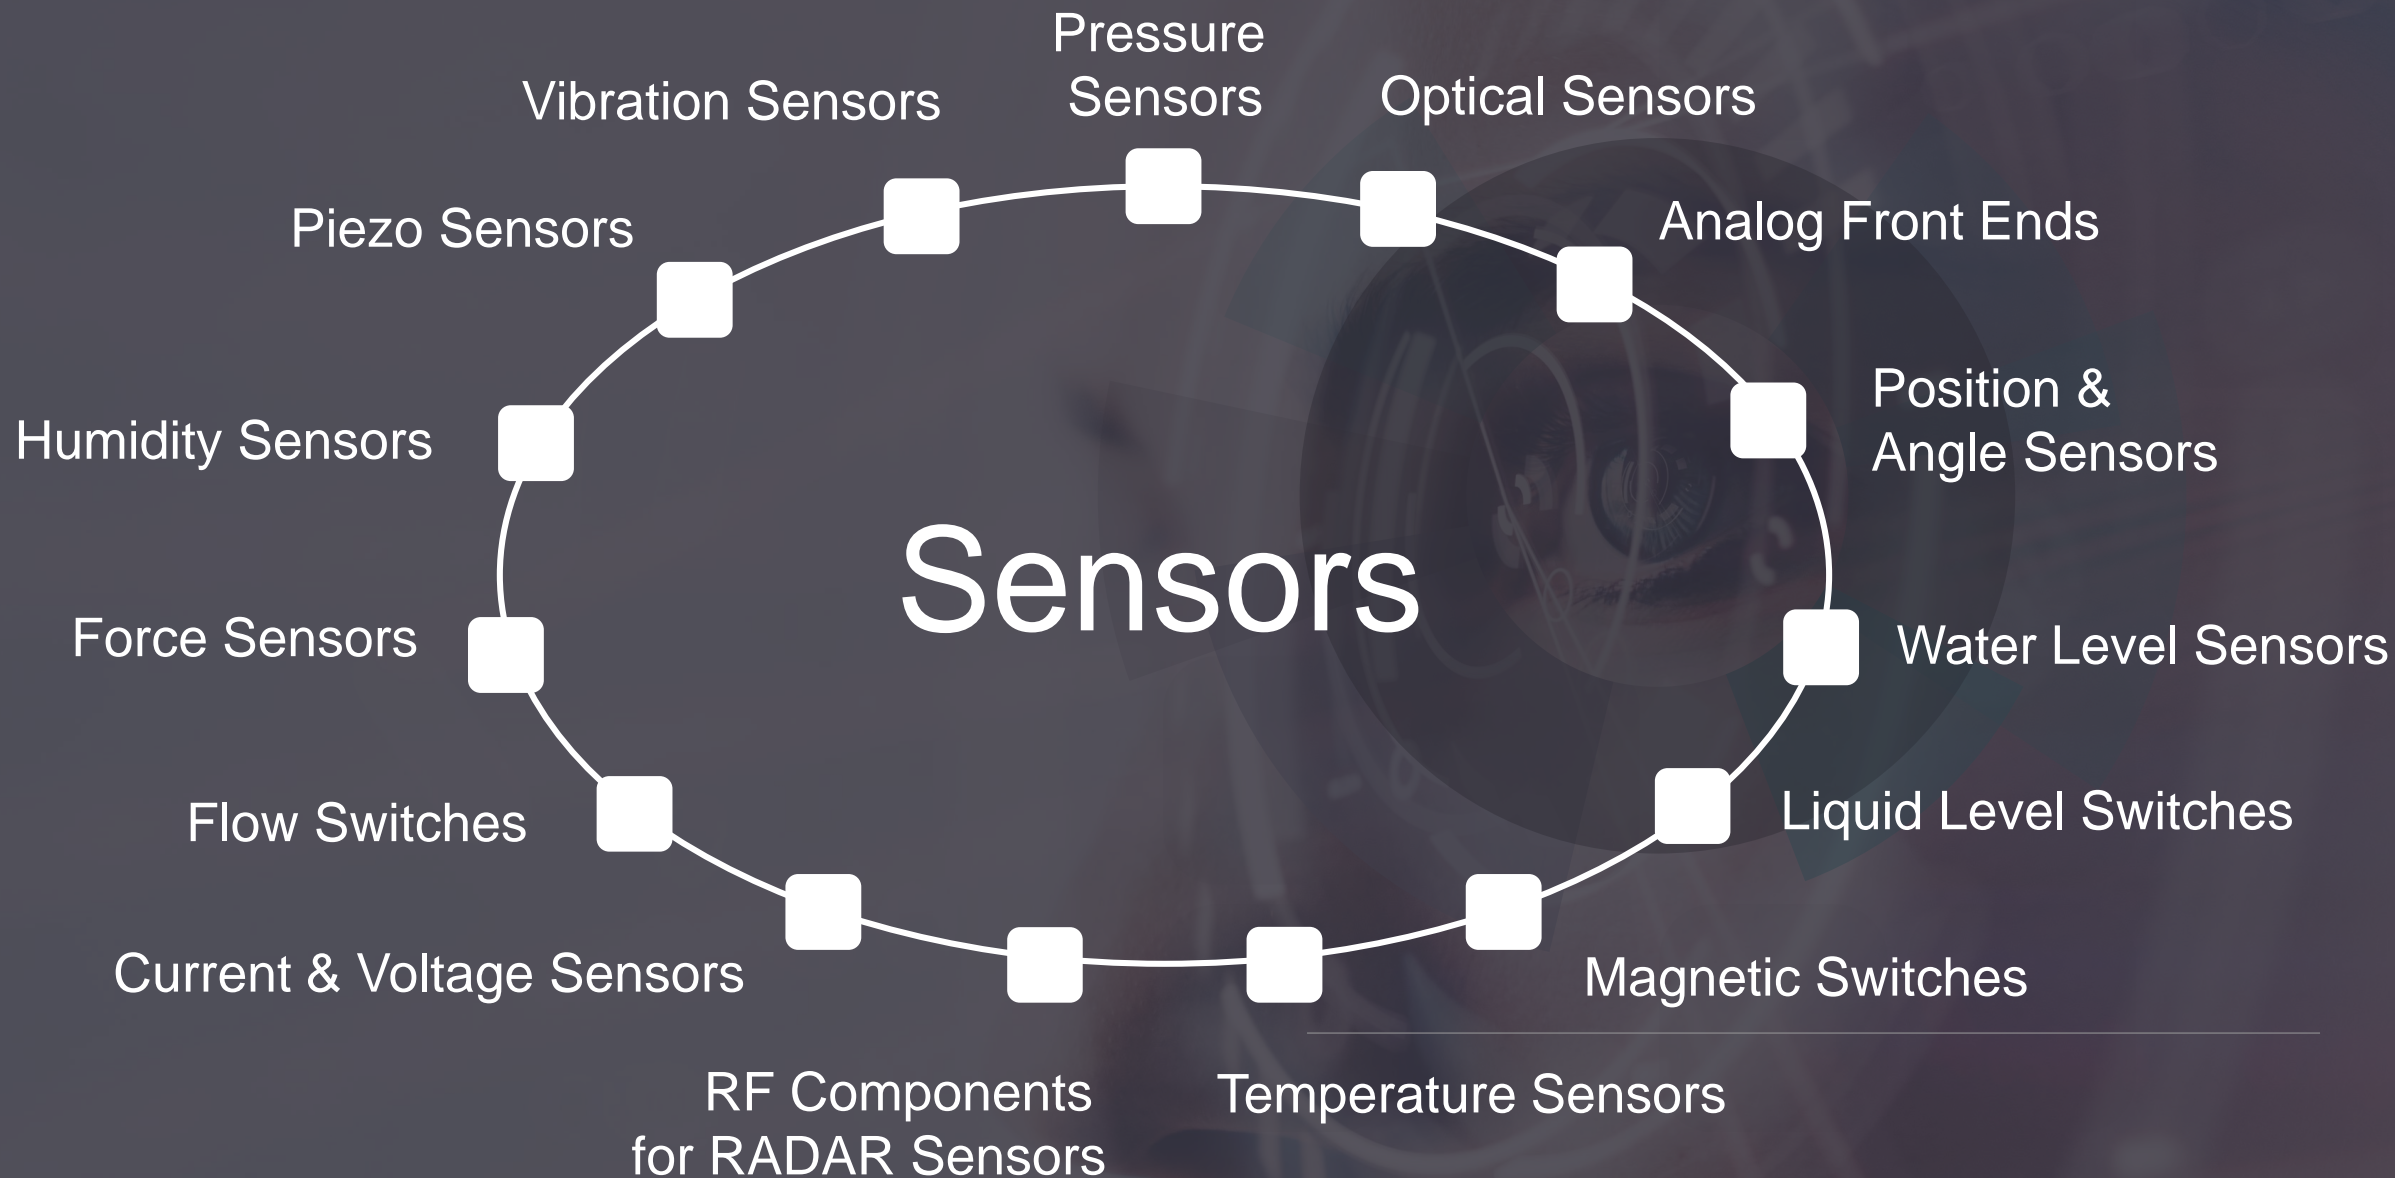 Pressure
Sensors
Vibration Sensors
Optical Sensors
Piezo Sensors
Analog Front Ends
Position &
Angle Sensors
Humidity Sensors
Sensors
Force Sensors
Water Level Sensors
Flow Switches
Liquid Level Switches
Current & Voltage Sensors
Magnetic Switches
RF Components
for RADAR Sensors
Temperature Sensors